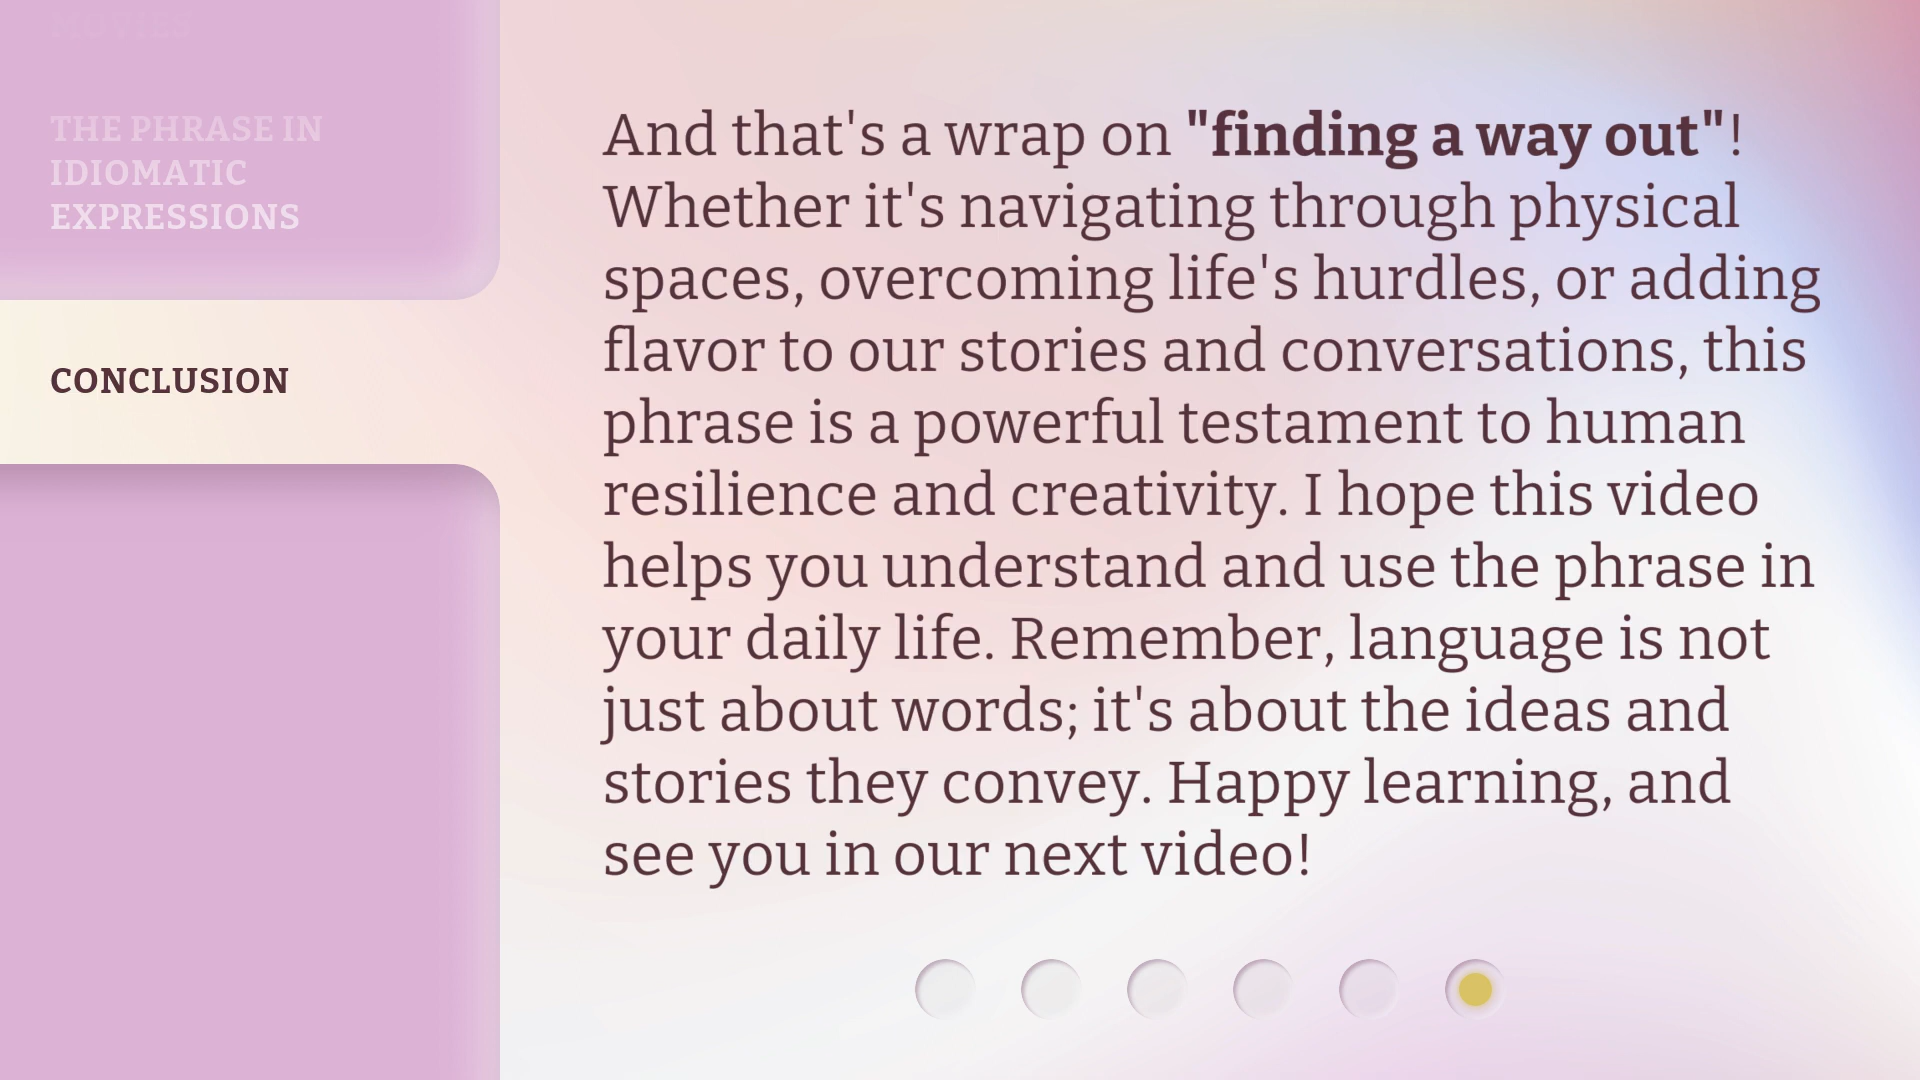 THE PHRASE IN
IDIOMATIC
EXPRESSIONS
CONCLUSION
And that's a wrap on "finding a way out"!
Whether it's navigating through physical
spaces, overcoming life's hurdles, or adding
flavor to our stories and conversations, this
phrase is a powerful testament to human
resilience and creativity. I hope this video
helps you understand and use the phrase in
your daily life. Remember, language is not
just about words; it's about the ideas and
stories they convey. Happy learning, and
see you in our next video!